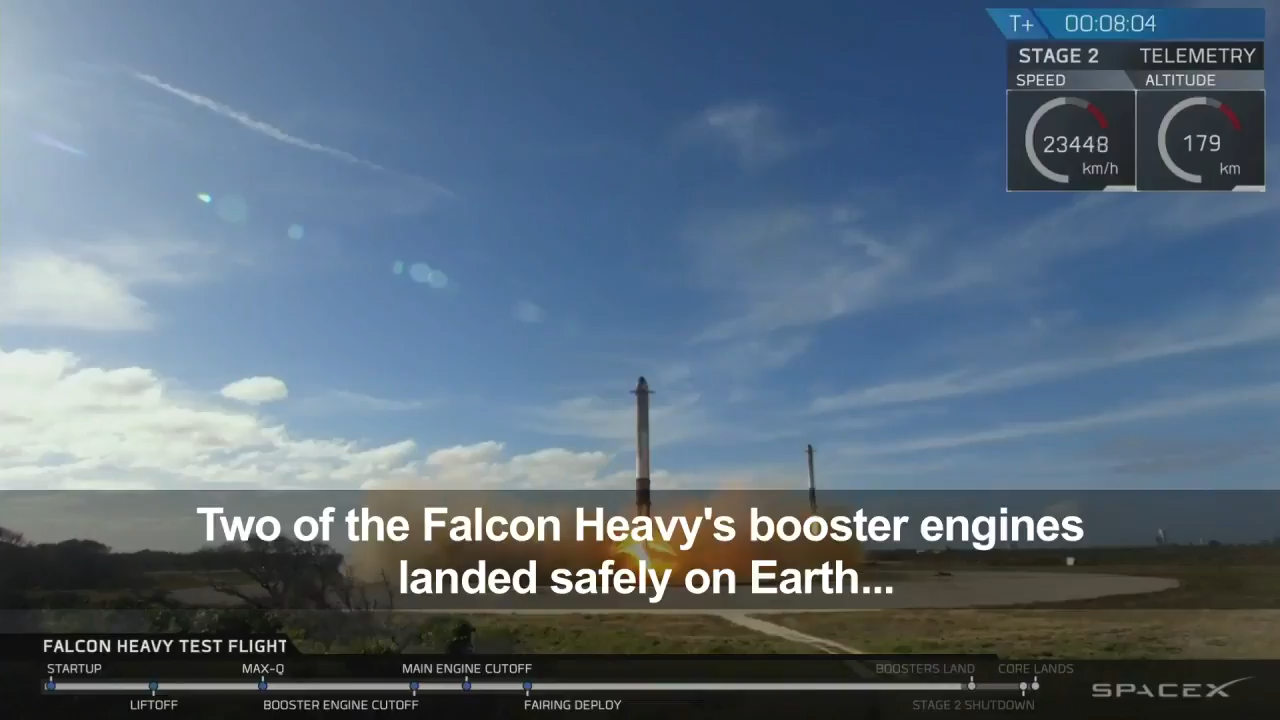 T+ 00:08:04
STAGE 2 TELEMETRY
SPEED ALTITUDE
23448 179
km/h km
Two of the Falcon Heavy's booster engines
landed safely on Earth...
FALCON HEAVY TEST FLIGHT
STARTUP MAX-Q MAIN ENGINE CUTOFF BOOSTERS LAND CORE LANDS
LIFTOFF BOOSTER ENGINE CUTOFF FAIRING DEPLOY STAGE 2 SHUTDOWN
SPACEX